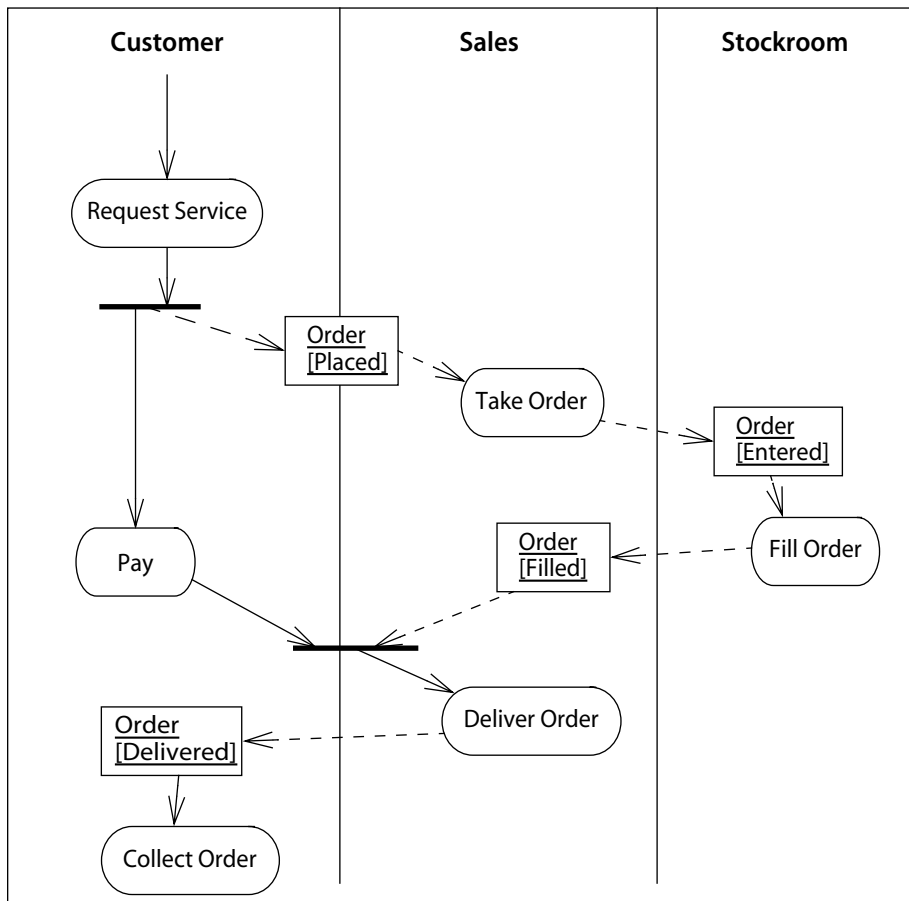 Customer
Sales
Stockroom
Request Service
Order
[Placed]
Take Order
Order
[Entered]
Pay
Order
[Filled]
Fill Order
Deliver Order
Order
[Delivered]
Collect Order